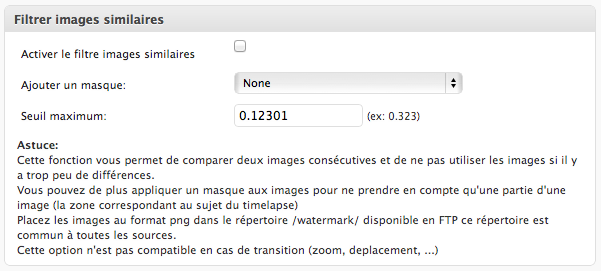 Filtrer images similaires
Activer le filtre images similaires
Ajouter un masque:
None
Seuil maximum:
0.12301
(ex: 0.323)
Astuce:
Cette fonction vous permet de comparer deux images consécutives et de ne pas utiliser les images si il y
a trop peu de différences.
Vous pouvez de plus appliquer un masque aux images pour ne prendre en compte qu'une partie d'une
image (la zone correspondant au sujet du timelapse)
Placez les images au format png dans le répertoire /watermark/ disponible en FTP ce répertoire est
commun à toutes les sources.
Cette option n'est pas compatible en cas de transition (zoom, deplacement, ...)